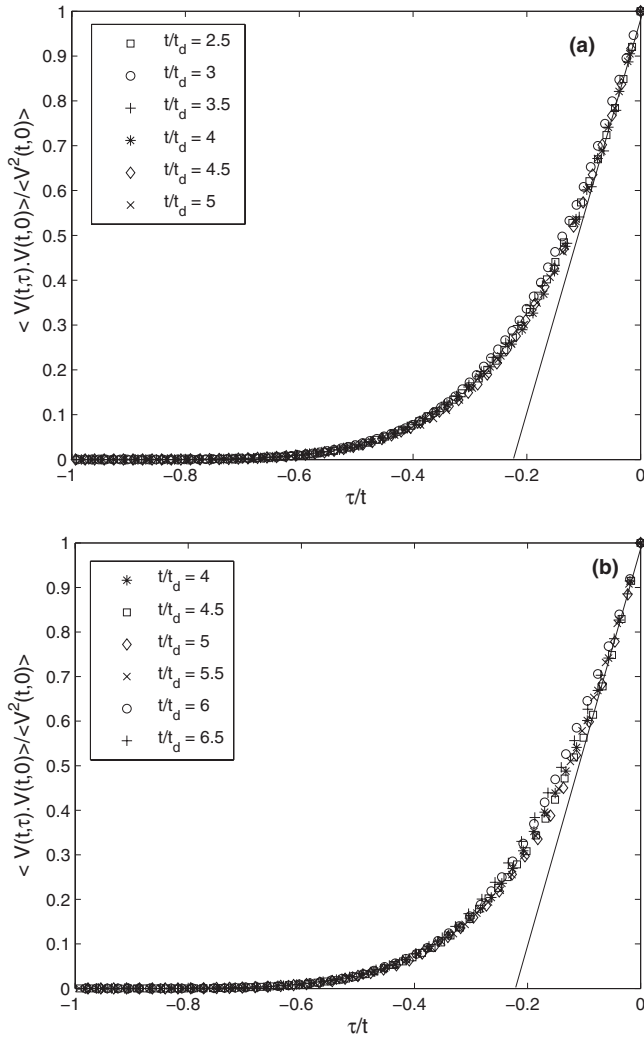 1
0.9
0.8
0.7
0.6
0.5
0.4
0.3
0.2
0.1
0
< V(t,τ).V(t,0)>/<V²(t,0)>
t/t_d = 2.5
t/t_d = 3
t/t_d = 3.5
t/t_d = 4
t/t_d = 4.5
t/t_d = 5
(a)
−1 −0.8 −0.6 −0.4 −0.2 0
τ/t
1
0.9
0.8
0.7
0.6
0.5
0.4
0.3
0.2
0.1
0
< V(t,τ).V(t,0)>/<V²(t,0)>
t/t_d = 4
t/t_d = 4.5
t/t_d = 5
t/t_d = 5.5
t/t_d = 6
t/t_d = 6.5
(b)
−1 −0.8 −0.6 −0.4 −0.2 0
τ/t